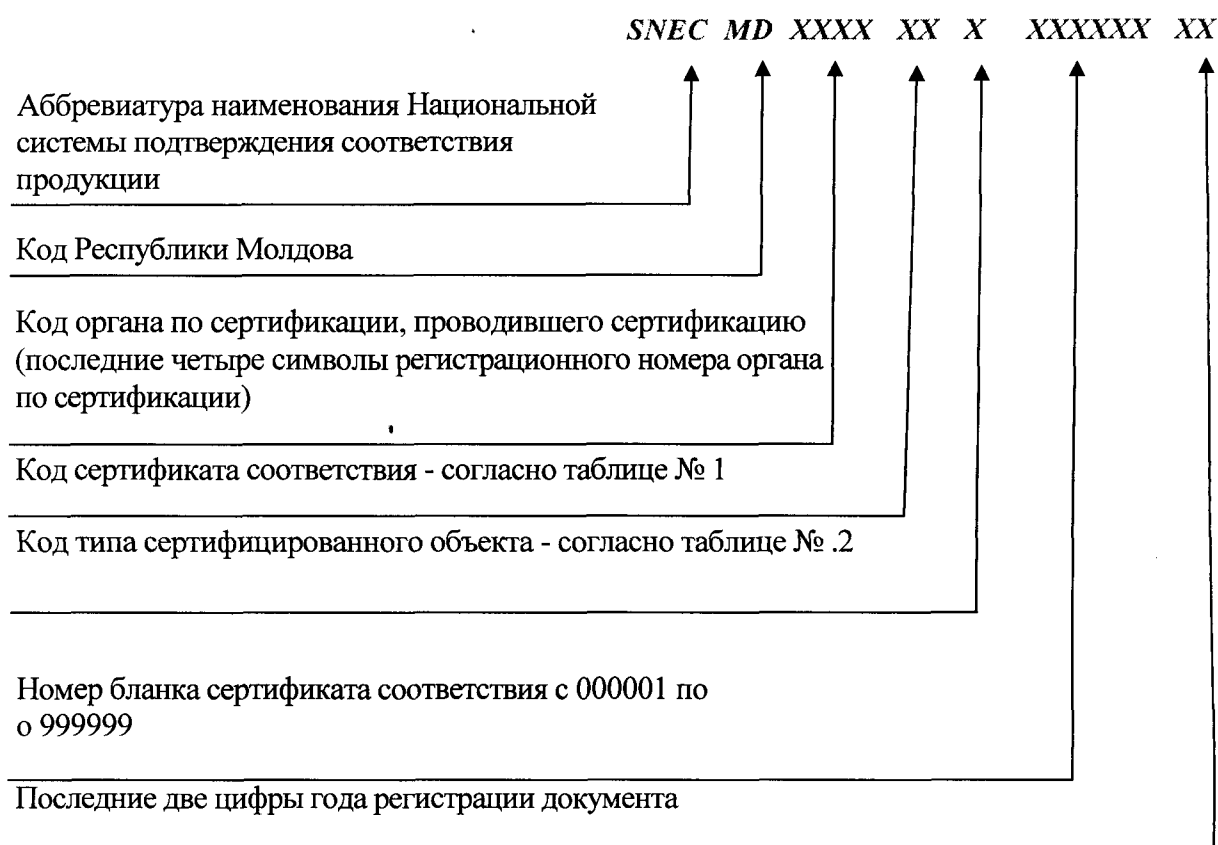 SNEC MD XXXX XX X XXXXXX XX
Аббревиатура наименования Национальной
системы подтверждения соответствия
продукции
Код Республики Молдова
Код органа по сертификации, проводившего сертификацию
(последние четыре символы регистрационного номера органа
по сертификации)
Код сертификата соответствия - согласно таблице № 1
Код типа сертифицированного объекта - согласно таблице № .2
Номер бланка сертификата соответствия с 000001 по
о 999999
Последние две цифры года регистрации документа